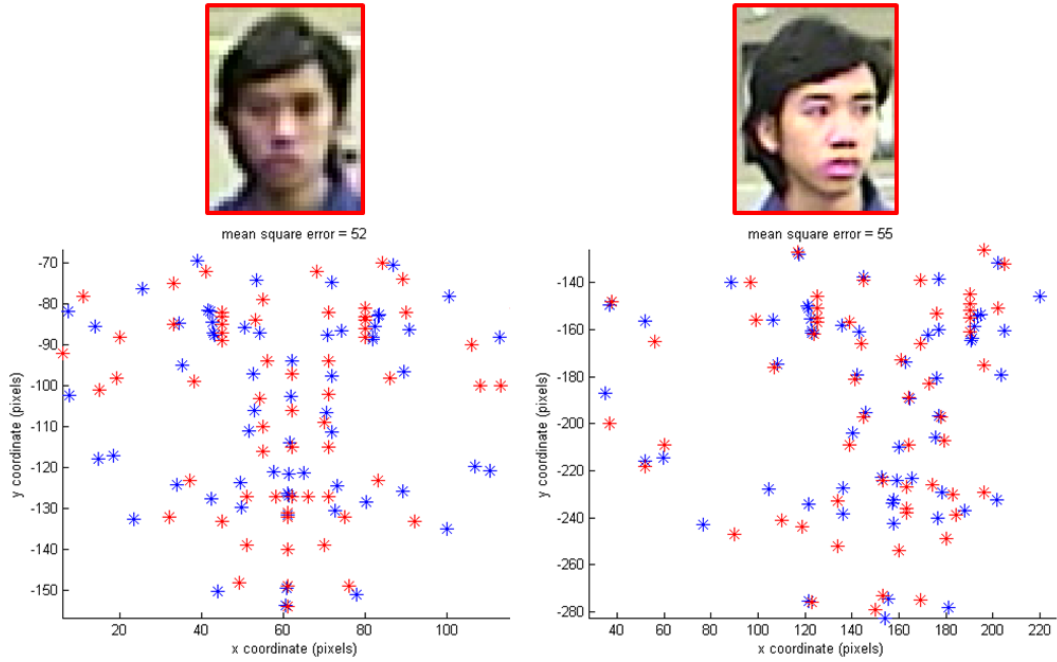 mean square error = 52
-70
-80
-90
-100
-110
-120
-130
-140
-150
y coordinate (pixels)
20 40 60 80 100
x coordinate (pixels)
mean square error = 55
-140
-160
-180
-200
-220
-240
-260
-280
y coordinate (pixels)
40 60 80 100 120 140 160 180 200 220
x coordinate (pixels)